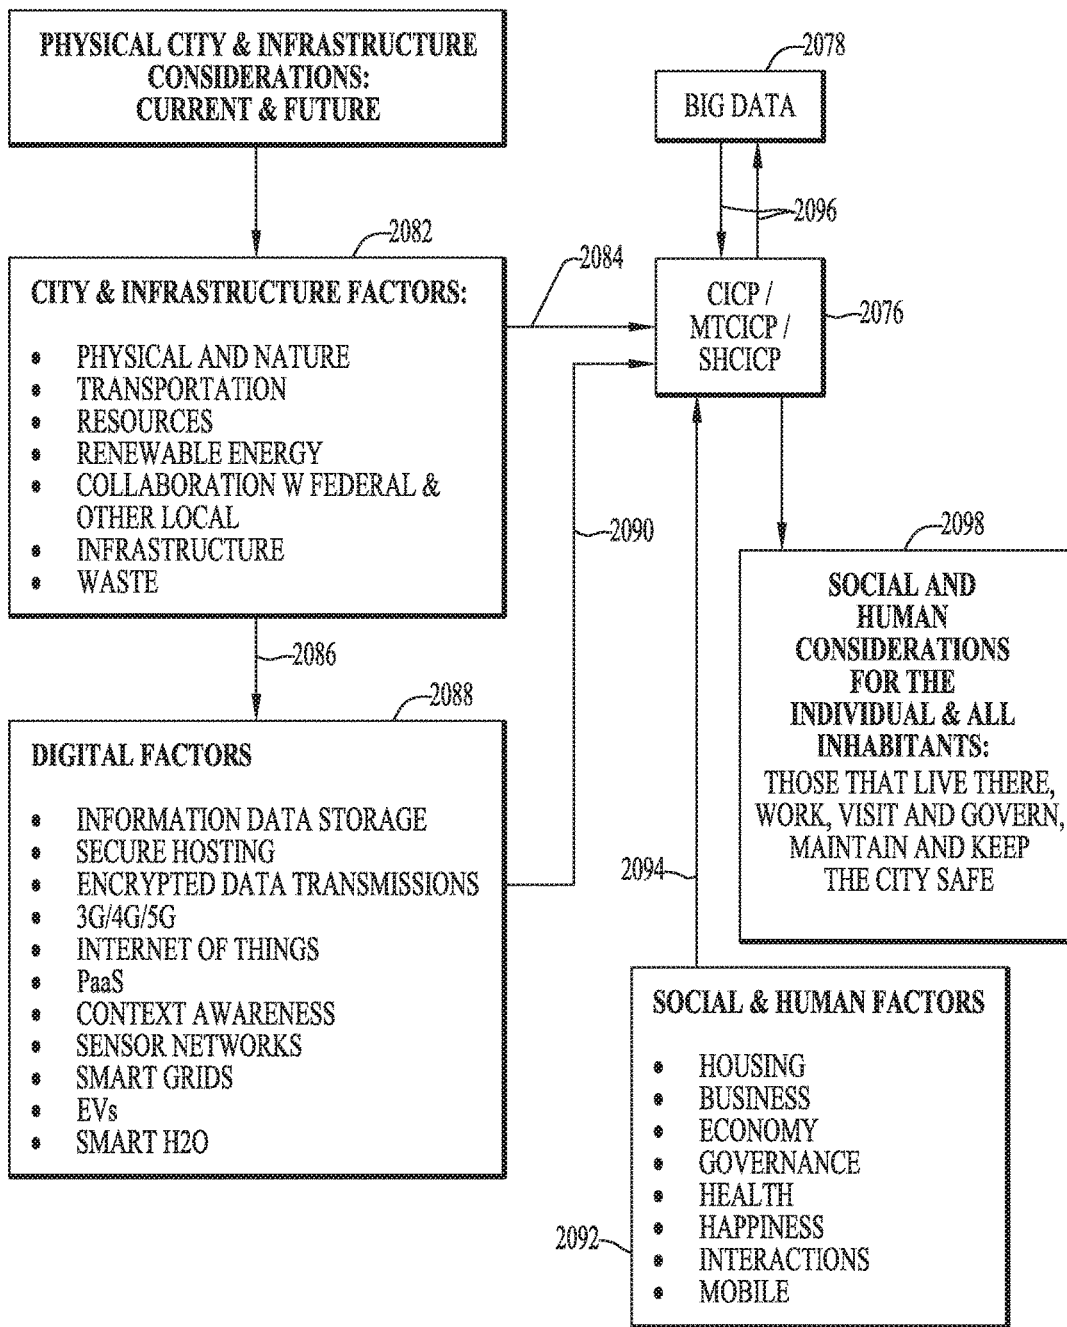 PHYSICAL CITY & INFRASTRUCTURE
CONSIDERATIONS:
CURRENT & FUTURE
2078
BIG DATA
2096
2082
CITY & INFRASTRUCTURE FACTORS:
• PHYSICAL AND NATURE
• TRANSPORTATION
• RESOURCES
• RENEWABLE ENERGY
• COLLABORATION W FEDERAL &
OTHER LOCAL
• INFRASTRUCTURE
• WASTE
2084
CICP /
MTCICP /
SHCICP
2076
2086
2090
2088
DIGITAL FACTORS
• INFORMATION DATA STORAGE
• SECURE HOSTING
• ENCRYPTED DATA TRANSMISSIONS
• 3G/4G/5G
• INTERNET OF THINGS
• PaaS
• CONTEXT AWARENESS
• SENSOR NETWORKS
• SMART GRIDS
• EVs
• SMART H2O
2098
SOCIAL AND
HUMAN
CONSIDERATIONS
FOR THE
INDIVIDUAL & ALL
INHABITANTS:
THOSE THAT LIVE THERE,
WORK, VISIT AND GOVERN,
MAINTAIN AND KEEP
THE CITY SAFE
2094
SOCIAL & HUMAN FACTORS
• HOUSING
• BUSINESS
• ECONOMY
• GOVERNANCE
• HEALTH
• HAPPINESS
• INTERACTIONS
• MOBILE
2092